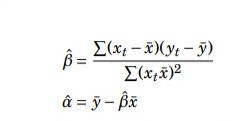 β̂ = ∑(xₜ − x̄)(yₜ − ȳ) / ∑(xₜx̄)²
α̂ = ȳ − β̂x̄